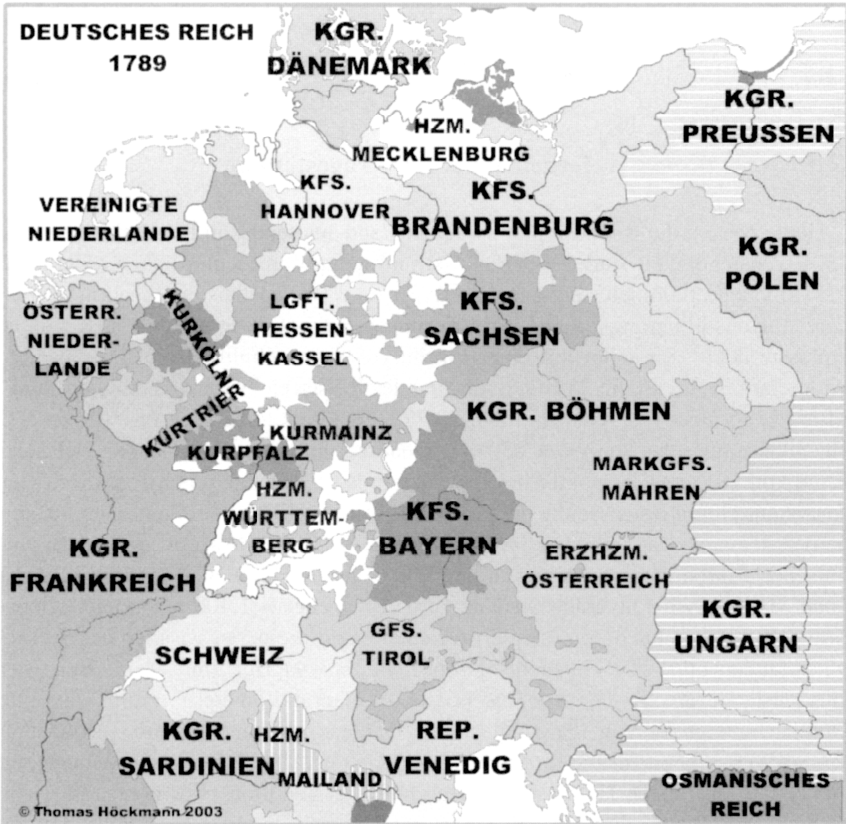 DEUTSCHES REICH
1789
KGR.
DÄNEMARK
HZM.
MECKLENBURG
KGR.
PREUSSEN
KFS.
HANNOVER
KFS.
BRANDENBURG
VEREINIGTE
NIEDERLANDE
KGR.
POLEN
ÖSTERR.
NIEDER-
LANDE
KURKÖLN
LGFT.
HESSEN-
KASSEL
KFS.
SACHSEN
KURTRIER
KURMAINZ
KURPFALZ
KGR. BÖHMEN
MARKGFS.
MÄHREN
HZM.
WÜRTTEM-
BERG
KFS.
BAYERN
ERZHZM.
ÖSTERREICH
KGR.
FRANKREICH
KGR.
UNGARN
SCHWEIZ
GFS.
TIROL
KGR.
SARDINIEN
HZM.
MAILAND
REP.
VENEDIG
OSMANISCHES
REICH
© Thomas Höckmann 2003